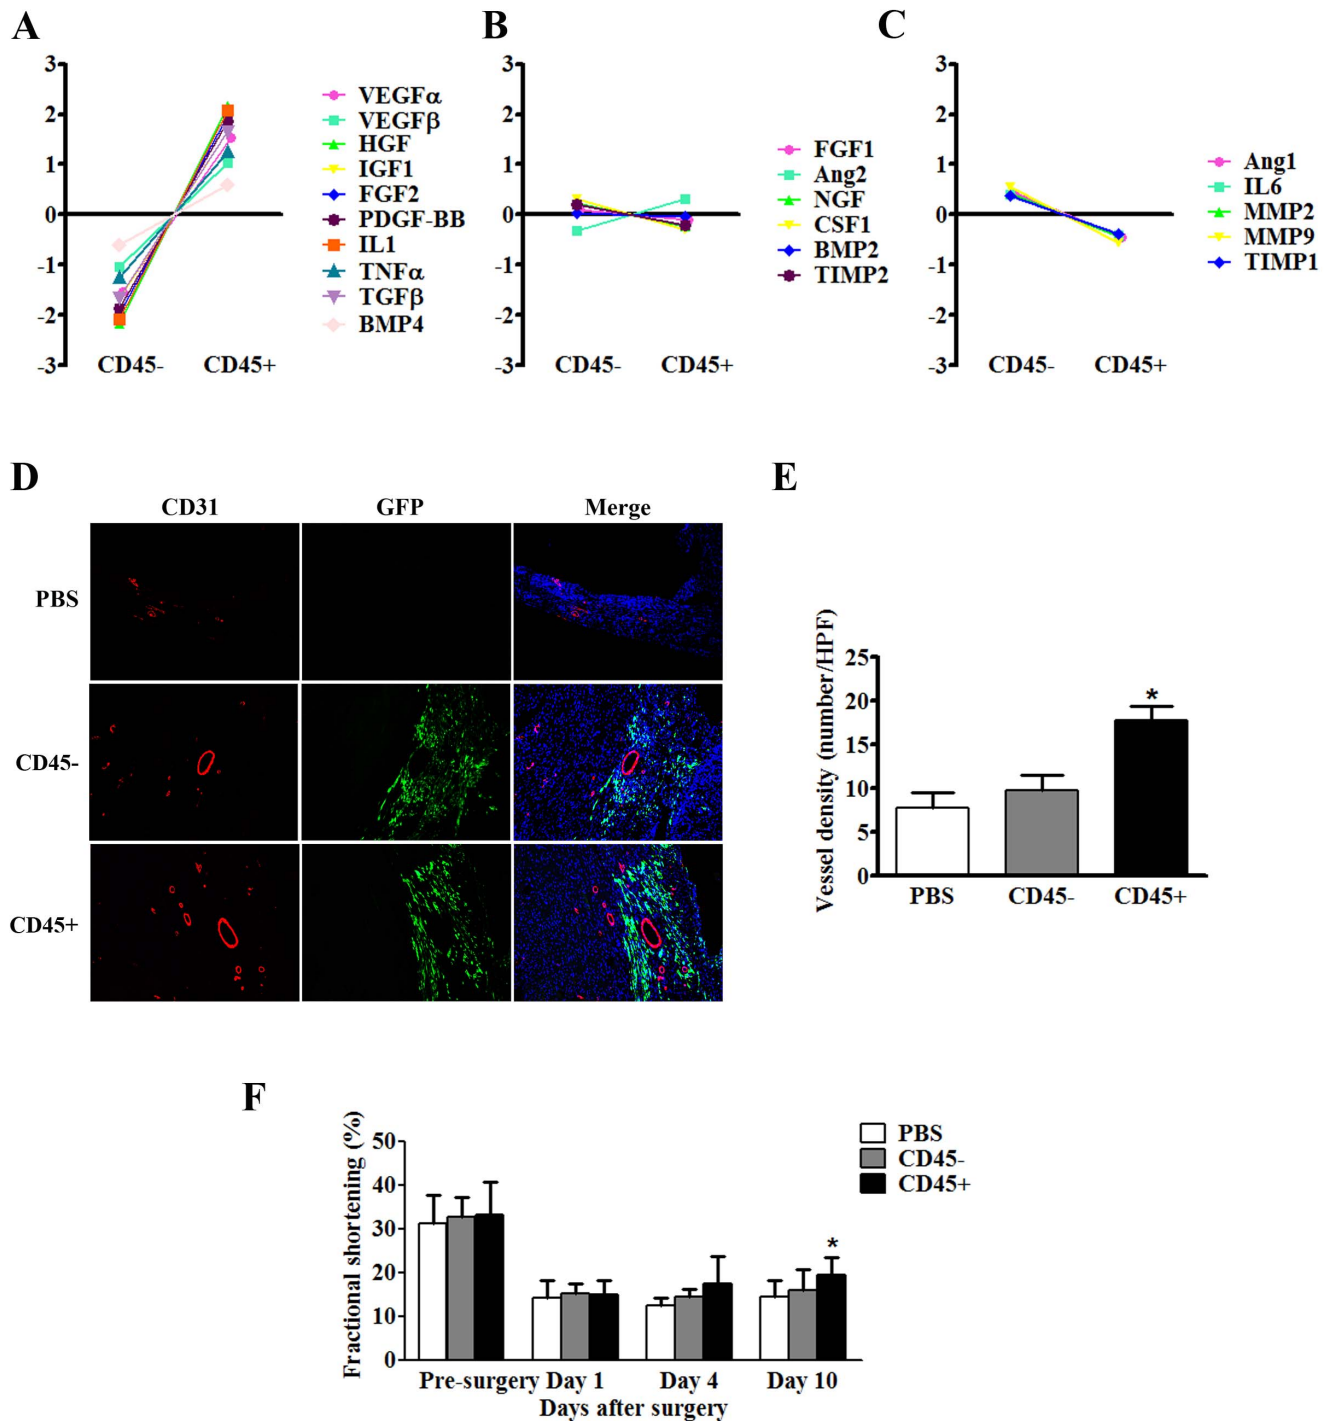 A
3
2
1
0
-1
-2
-3
CD45-
CD45+
VEGFα
VEGFβ
HGF
IGF1
FGF2
PDGF-BB
IL1
TNFα
TGFβ
BMP4
B
3
2
1
0
-1
-2
-3
CD45-
CD45+
FGF1
Ang2
NGF
CSF1
BMP2
TIMP2
C
3
2
1
0
-1
-2
-3
CD45-
CD45+
Ang1
IL6
MMP2
MMP9
TIMP1
D
CD31
GFP
Merge
PBS
CD45-
CD45+
E
Vessel density (number/HPF)
25
20
15
10
5
0
*
PBS
CD45-
CD45+
F
Fractional shortening (%)
50
40
30
20
10
0
*
PBS
CD45-
CD45+
Pre-surgery
Day 1
Day 4
Day 10
Days after surgery